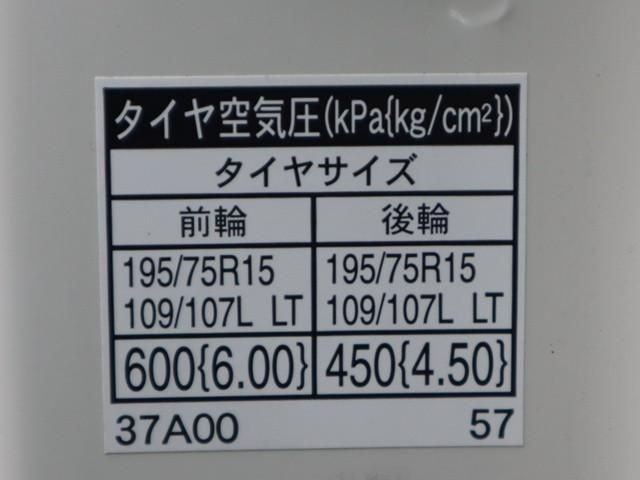 タイヤ空気圧(kPa{kg/cm²})
タイヤサイズ
前輪 後輪
195/75R15 195/75R15
109/107L LT 109/107L LT
600{6.00} 450{4.50}
37A00 57